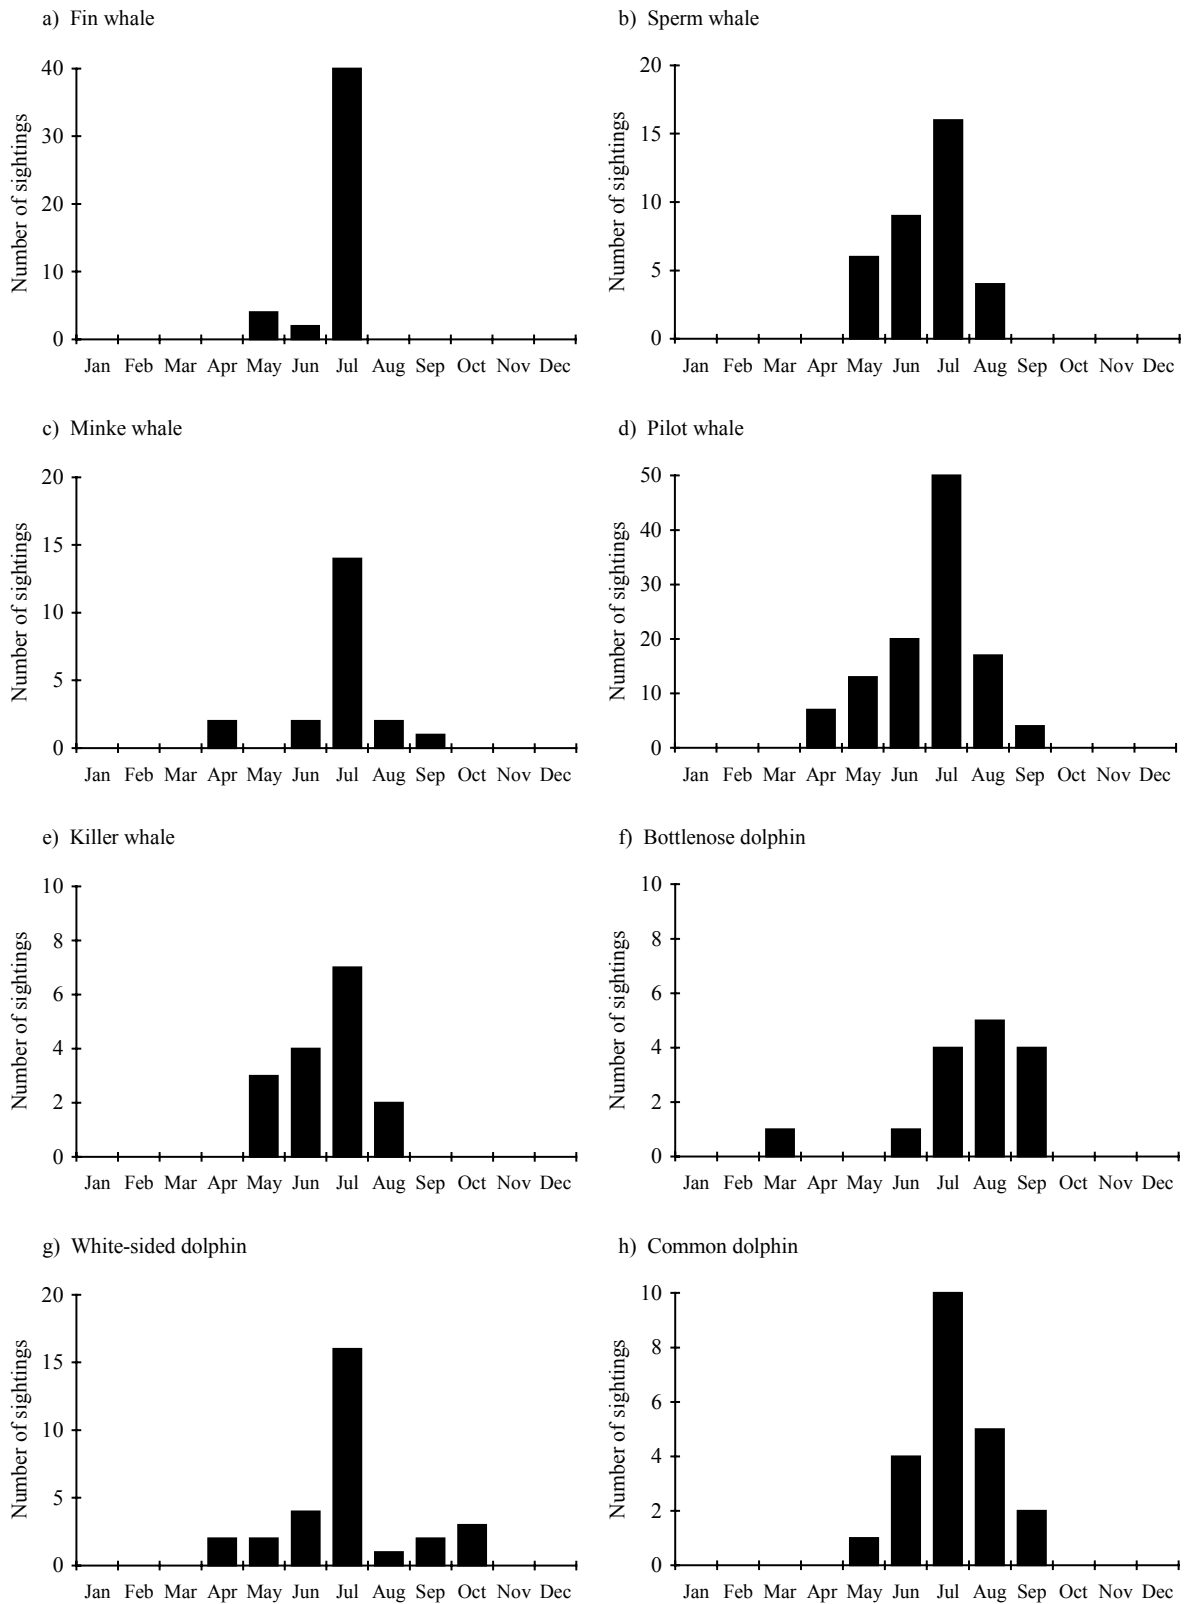 a) Fin whale
Number of sightings
40
30
20
10
0
Jan Feb Mar Apr May Jun Jul Aug Sep Oct Nov Dec
b) Sperm whale
Number of sightings
20
15
10
5
0
Jan Feb Mar Apr May Jun Jul Aug Sep Oct Nov Dec
c) Minke whale
Number of sightings
20
15
10
5
0
Jan Feb Mar Apr May Jun Jul Aug Sep Oct Nov Dec
d) Pilot whale
Number of sightings
50
40
30
20
10
0
Jan Feb Mar Apr May Jun Jul Aug Sep Oct Nov Dec
e) Killer whale
Number of sightings
10
8
6
4
2
0
Jan Feb Mar Apr May Jun Jul Aug Sep Oct Nov Dec
f) Bottlenose dolphin
Number of sightings
10
8
6
4
2
0
Jan Feb Mar Apr May Jun Jul Aug Sep Oct Nov Dec
g) White-sided dolphin
Number of sightings
20
15
10
5
0
Jan Feb Mar Apr May Jun Jul Aug Sep Oct Nov Dec
h) Common dolphin
Number of sightings
10
8
6
4
2
0
Jan Feb Mar Apr May Jun Jul Aug Sep Oct Nov Dec